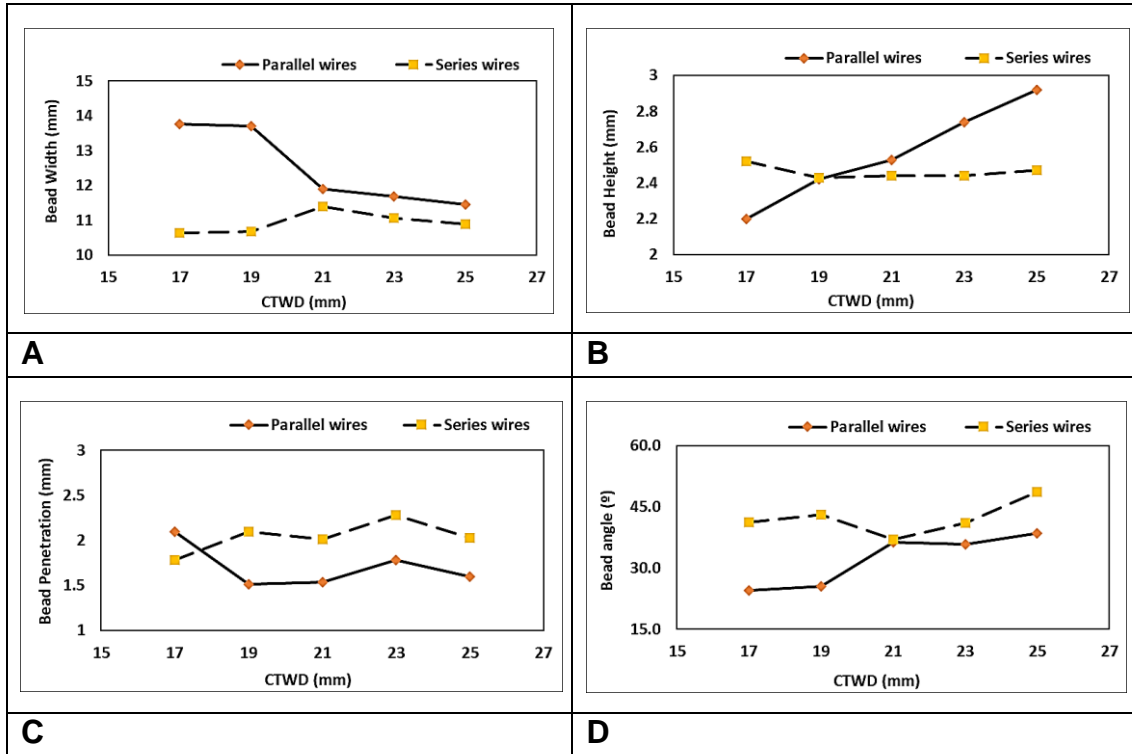 Parallel wires Series wires
15
14
13
12
11
10
Bead Width (mm)
15 17 19 21 23 25 27
CTWD (mm)
A
Parallel wires Series wires
3
2.8
2.6
2.4
2.2
2
Bead Height (mm)
15 17 19 21 23 25 27
CTWD (mm)
B
Parallel wires Series wires
3
2.5
2
1.5
1
Bead Penetration (mm)
15 17 19 21 23 25 27
CTWD (mm)
C
Parallel wires Series wires
60.0
45.0
30.0
15.0
Bead angle (º)
15 17 19 21 23 25 27
CTWD (mm)
D